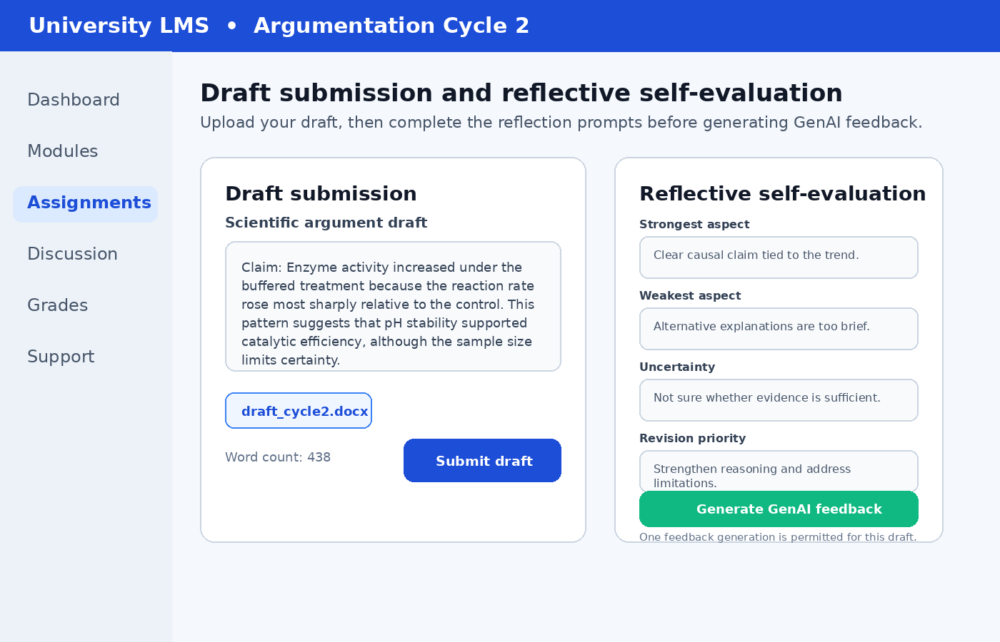 University LMS • Argumentation Cycle 2
Dashboard
Modules
Assignments
Discussion
Grades
Support
Draft submission and reflective self-evaluation
Upload your draft, then complete the reflection prompts before generating GenAI feedback.
Draft submission
Scientific argument draft
Claim: Enzyme activity increased under the
buffered treatment because the reaction rate
rose most sharply relative to the control. This
pattern suggests that pH stability supported
catalytic efficiency, although the sample size
limits certainty.
draft_cycle2.docx
Word count: 438
Submit draft
Reflective self-evaluation
Strongest aspect
Clear causal claim tied to the trend.
Weakest aspect
Alternative explanations are too brief.
Uncertainty
Not sure whether evidence is sufficient.
Revision priority
Strengthen reasoning and address
limitations.
Generate GenAI feedback
One feedback generation is permitted for this draft.